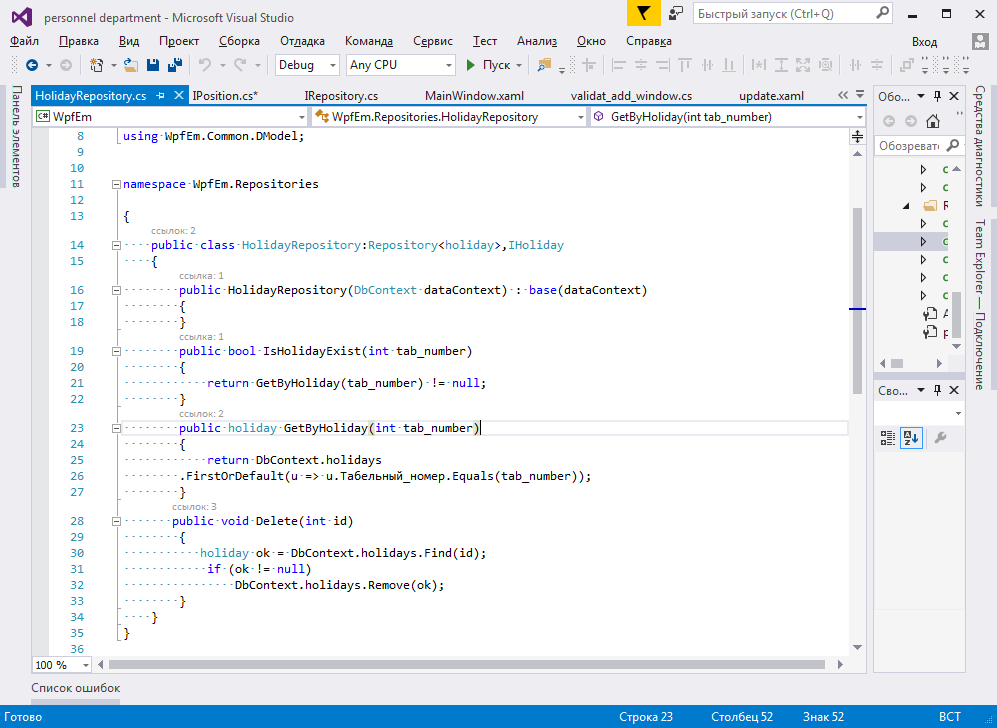 personnel department - Microsoft Visual Studio
Быстрый запуск (Ctrl+Q)
Файл Правка Вид Проект Сборка Отладка Команда Сервис Тест Анализ Окно Справка Вход
Debug Any CPU Пуск
Панель элементов
HolidayRepository.cs IPosition.cs* IRepository.cs MainWindow.xaml validat_add_window.cs update.xaml
C# WpfEm WpfEm.Repositories.HolidayRepository GetByHoliday(int tab_number)
8 using WpfEm.Common.DModel;
9
10
11 namespace WpfEm.Repositories
12
13 {
ссылок: 2
14 public class HolidayRepository:Repository<holiday>,IHoliday
15 {
ссылка: 1
16 public HolidayRepository(DbContext dataContext) : base(dataContext)
17 {
18 }
ссылка: 1
19 public bool IsHolidayExist(int tab_number)
20 {
21 return GetByHoliday(tab_number) != null;
22 }
ссылок: 2
23 public holiday GetByHoliday(int tab_number)
24 {
25 return DbContext.holidays
26 .FirstOrDefault(u => u.Табельный_номер.Equals(tab_number));
27 }
ссылок: 3
28 public void Delete(int id)
29 {
30 holiday ok = DbContext.holidays.Find(id);
31 if (ok != null)
32 DbContext.holidays.Remove(ok);
33 }
34 }
35 }
36
100 %
Обо...
Обозреват
Сво...
Средства диагностики
Team Explorer — Подключение
Список ошибок
Готово Строка 23 Столбец 52 Знак 52 ВСТ